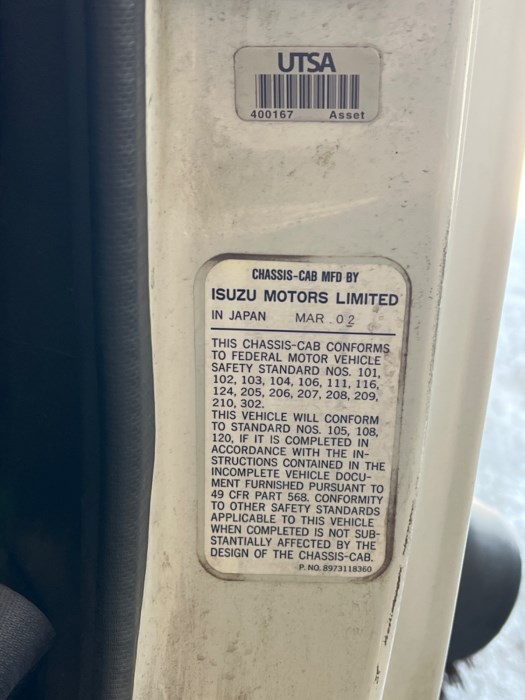 UTSA
400167 Asset
CHASSIS-CAB MFD BY
ISUZU MOTORS LIMITED
IN JAPAN MAR. 02
THIS CHASSIS-CAB CONFORMS
TO FEDERAL MOTOR VEHICLE
SAFETY STANDARD NOS. 101,
102, 103, 104, 106, 111, 116,
124, 205, 206, 207, 208, 209,
210, 302.
THIS VEHICLE WILL CONFORM
TO STANDARD NOS. 105, 108,
120, IF IT IS COMPLETED IN
ACCORDANCE WITH THE IN-
STRUCTIONS CONTAINED IN THE
INCOMPLETE VEHICLE DOCU-
MENT FURNISHED PURSUANT TO
49 CFR PART 568. CONFORMITY
TO OTHER SAFETY STANDARDS
APPLICABLE TO THIS VEHICLE
WHEN COMPLETED IS NOT SUB-
STANTIALLY AFFECTED BY THE
DESIGN OF THE CHASSIS-CAB.
P. NO. 8973118360